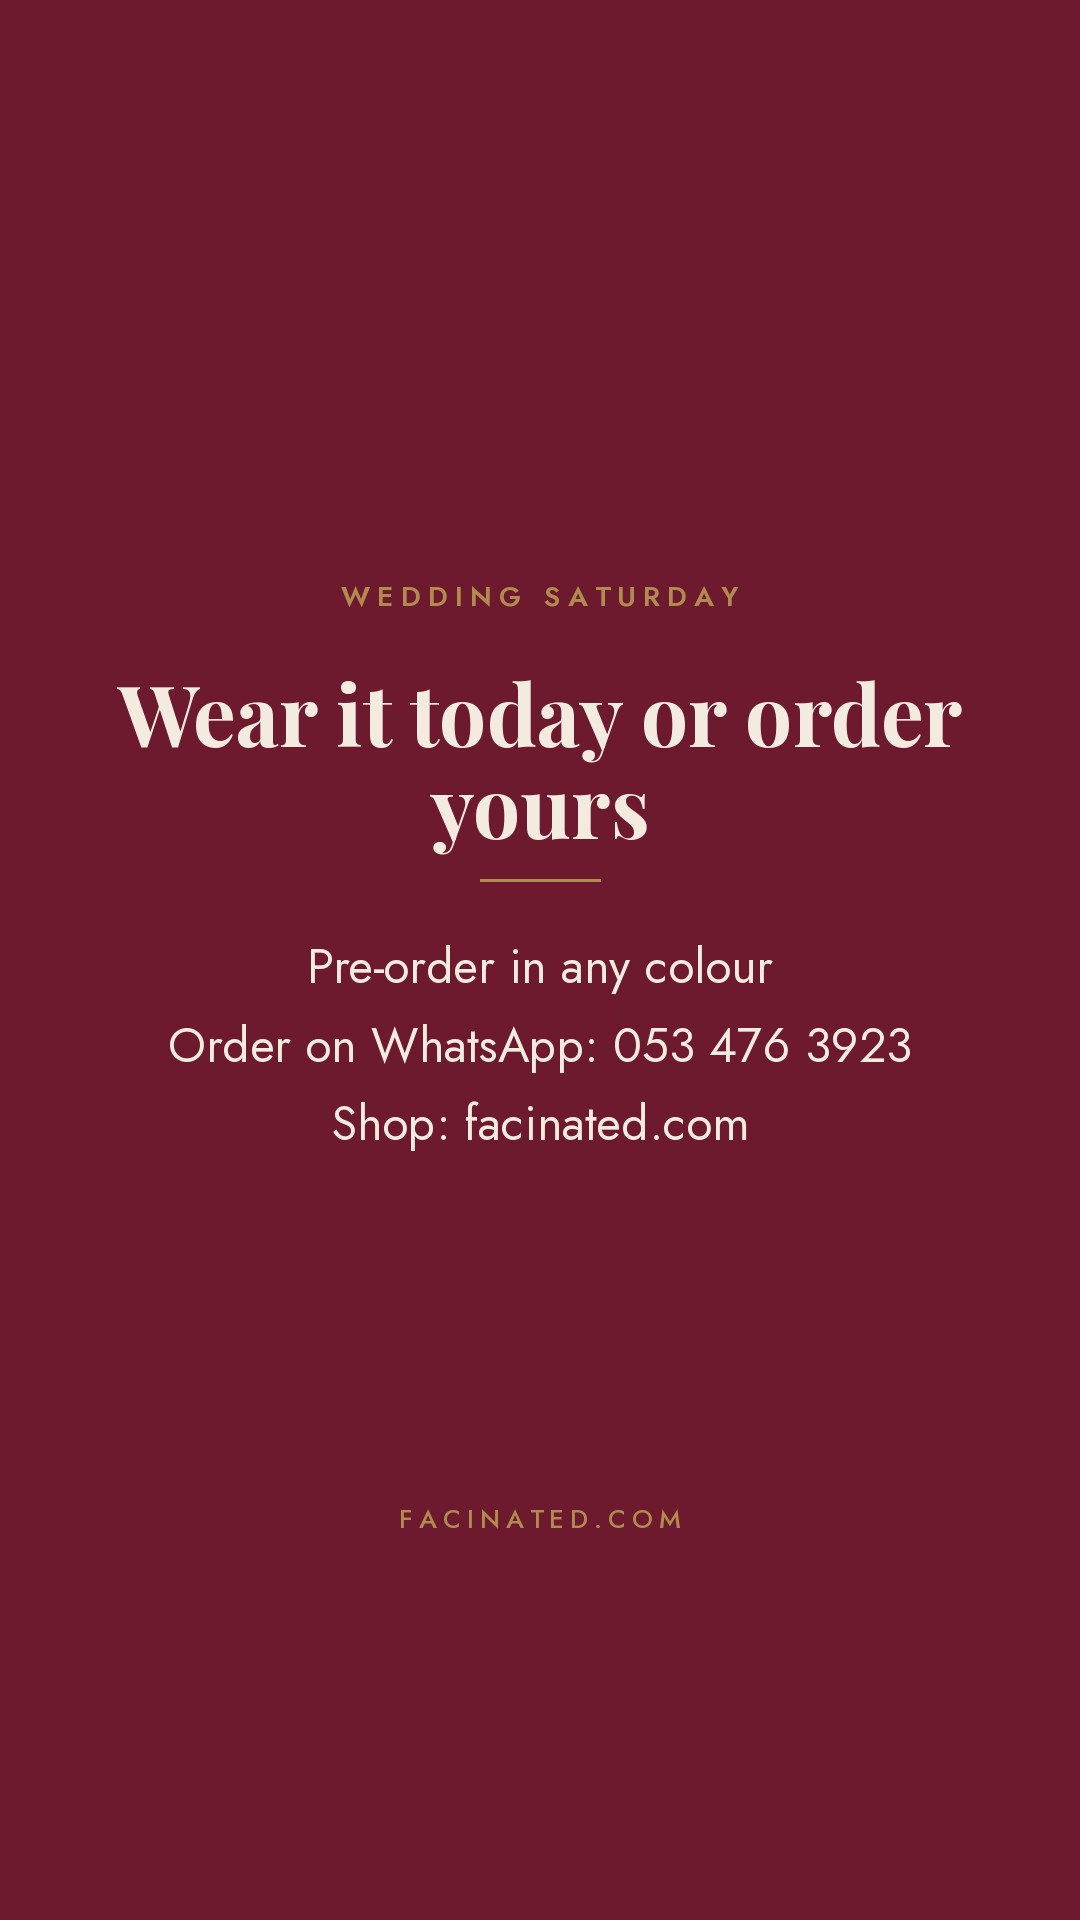 WEDDING SATURDAY
Wear it today or order
yours
Pre-order in any colour
Order on WhatsApp: 053 476 3923
Shop: facinated.com
FACINATED.COM